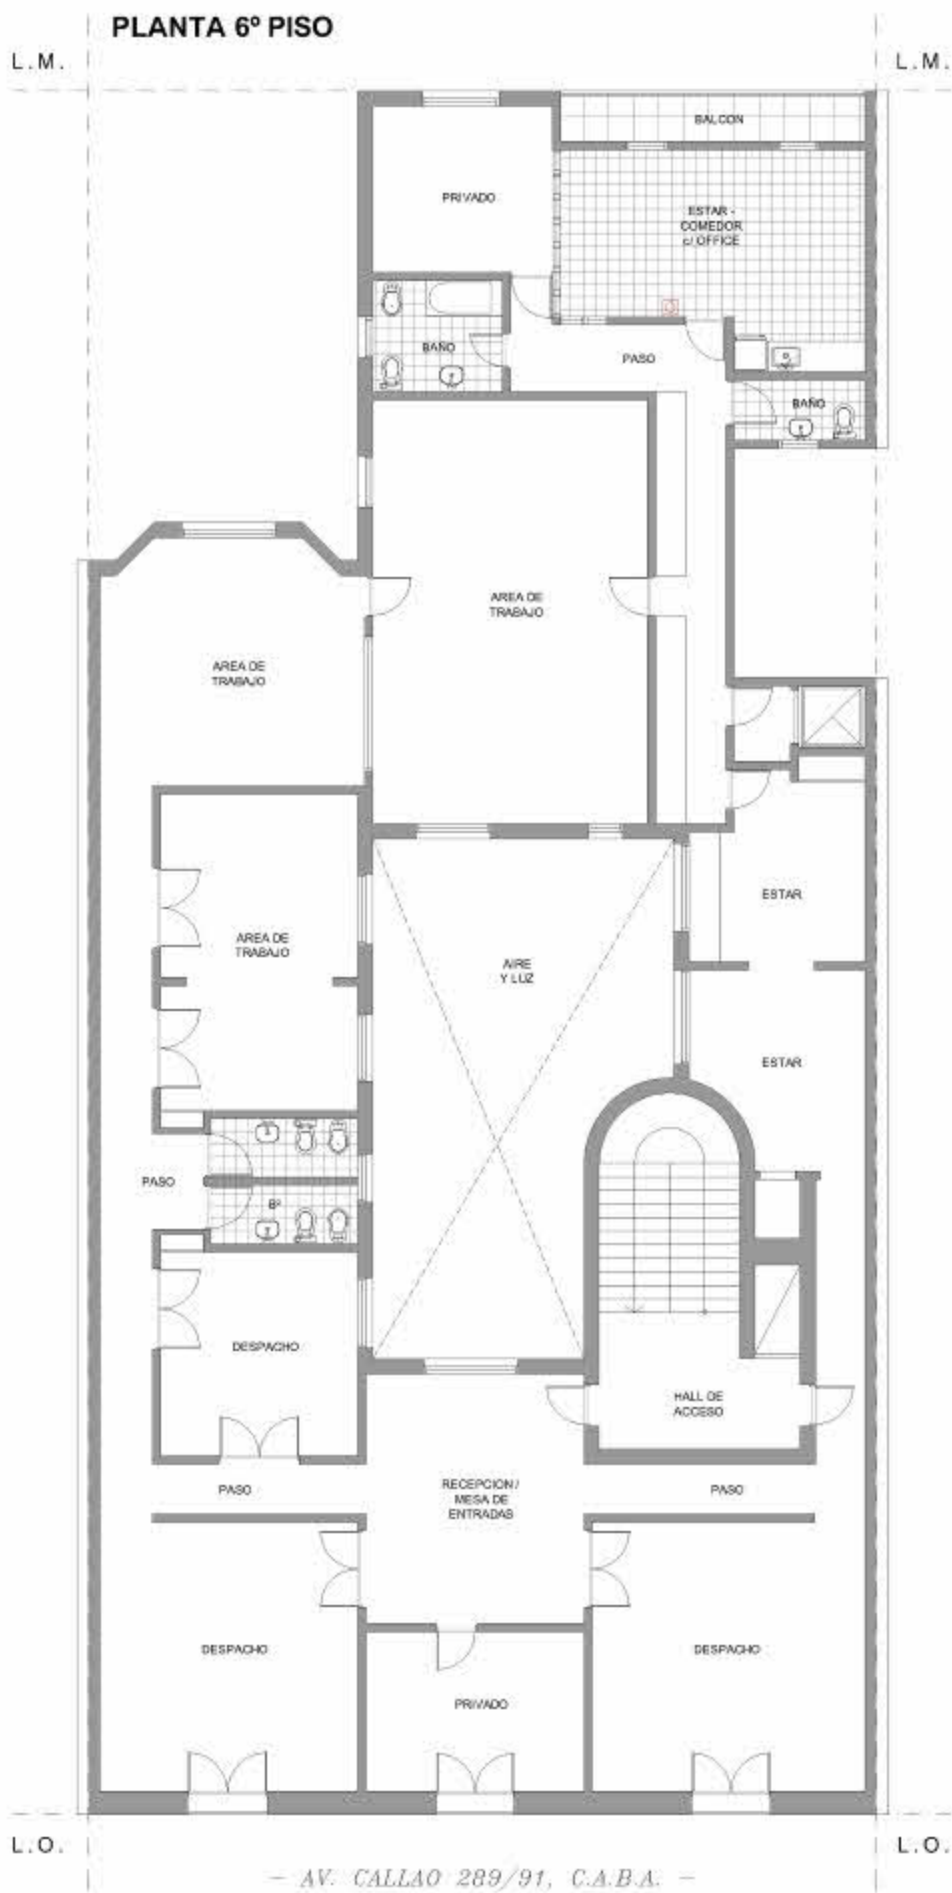 PLANTA 6º PISO
L.M.
L.M.
BALCON
PRIVADO
ESTAR -
COMEDOR
c/ OFFICE
BAÑO
PASO
BAÑO
AREA DE
TRABAJO
AREA DE
TRABAJO
ESTAR
AREA DE
TRABAJO
AIRE
Y LUZ
ESTAR
PASO
Bº
DESPACHO
HALL DE
ACCESO
PASO
RECEPCION /
MESA DE
ENTRADAS
PASO
DESPACHO
DESPACHO
PRIVADO
L.O.
L.O.
- AV. CALLAO 289/91, C.A.B.A. -